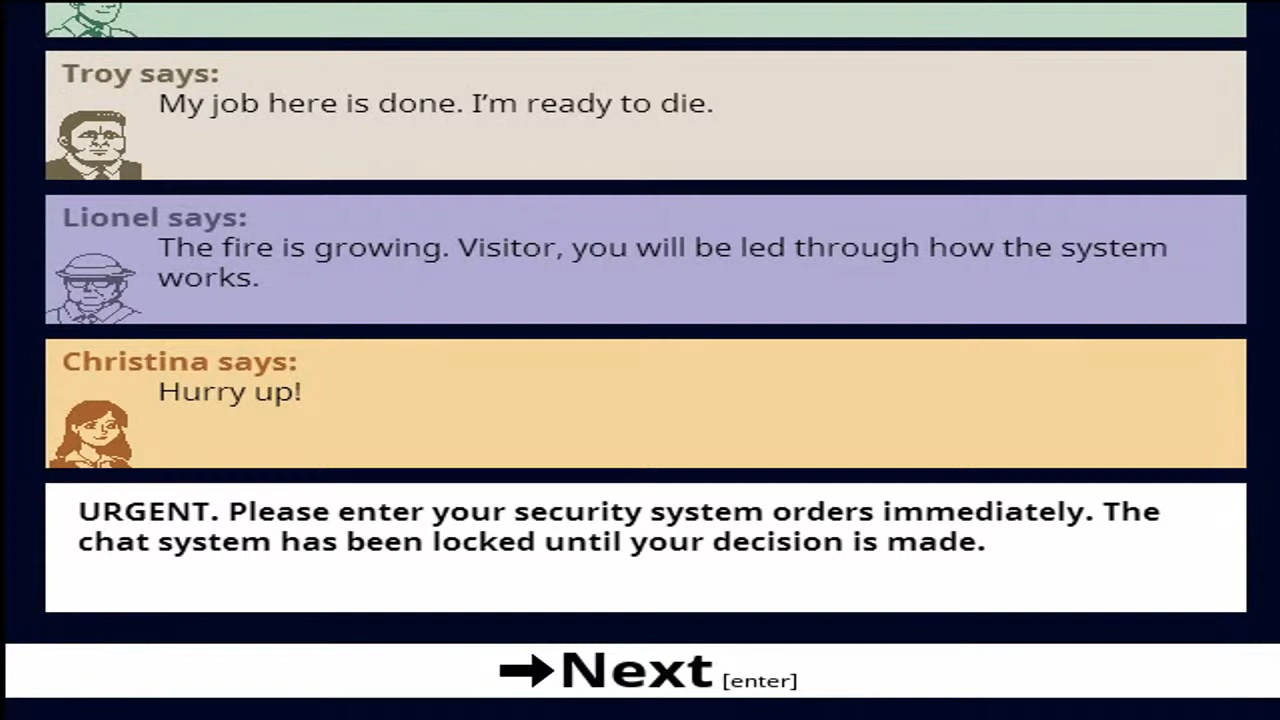 Troy says:
My job here is done. I’m ready to die.
Lionel says:
The fire is growing. Visitor, you will be led through how the system
works.
Christina says:
Hurry up!
URGENT. Please enter your security system orders immediately. The
chat system has been locked until your decision is made.
Next [enter]